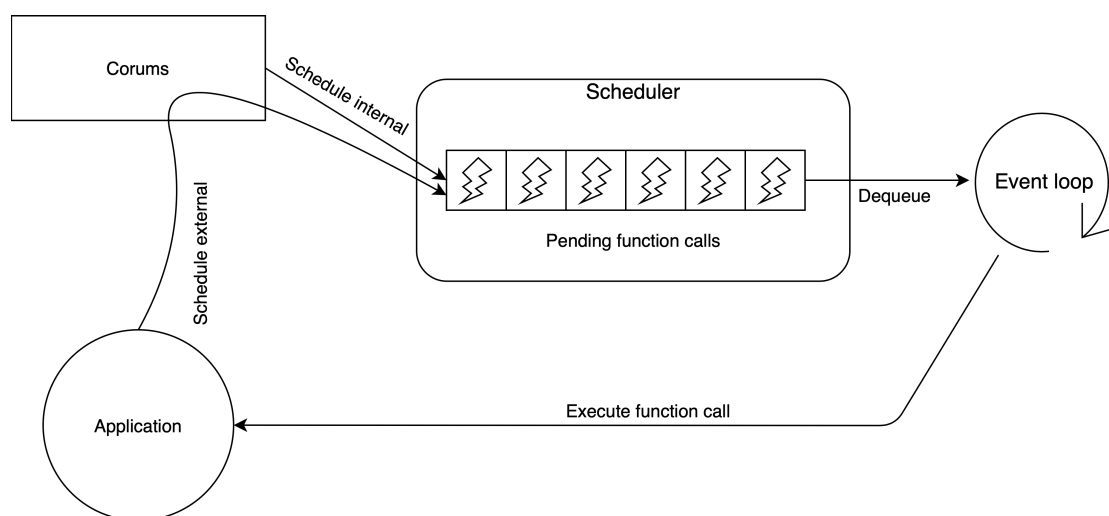 Corums
Schedule internal
Scheduler
Event loop
Dequeue
Pending function calls
Schedule external
Execute function call
Application